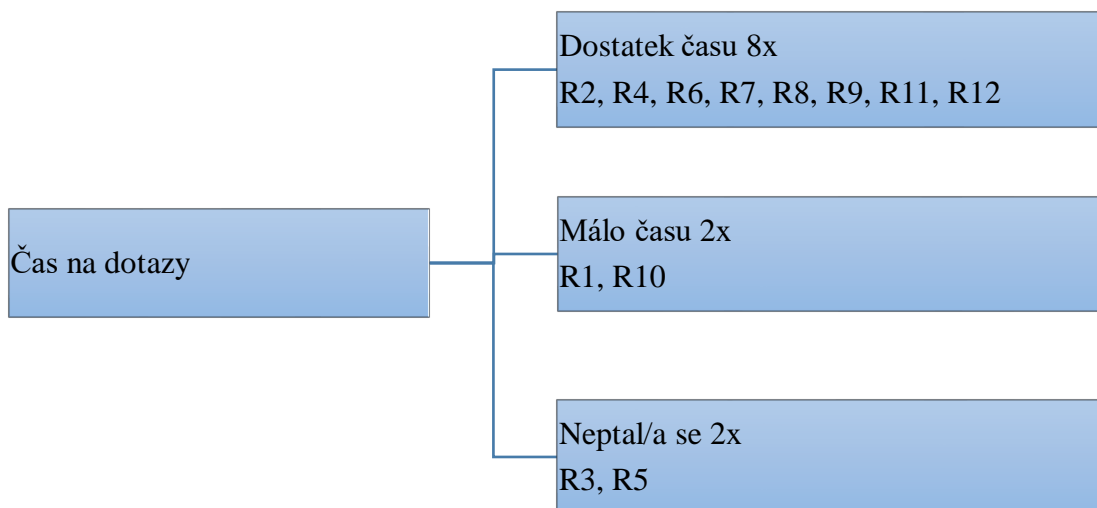 Dostatek času 8x
R2, R4, R6, R7, R8, R9, R11, R12
Čas na dotazy
Málo času 2x
R1, R10
Neptal/a se 2x
R3, R5